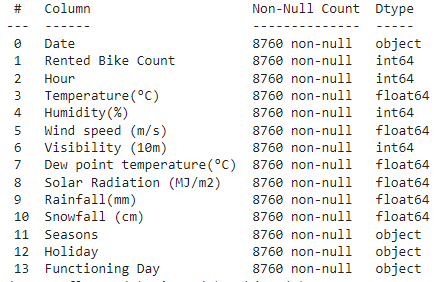 #   Column                     Non-Null Count  Dtype
---  ------                     --------------  -----
0   Date                       8760 non-null   object
1   Rented Bike Count          8760 non-null   int64
2   Hour                       8760 non-null   int64
3   Temperature(°C)            8760 non-null   float64
4   Humidity(%)                8760 non-null   int64
5   Wind speed (m/s)           8760 non-null   float64
6   Visibility (10m)           8760 non-null   int64
7   Dew point temperature(°C)  8760 non-null   float64
8   Solar Radiation (MJ/m2)    8760 non-null   float64
9   Rainfall(mm)               8760 non-null   float64
10  Snowfall (cm)              8760 non-null   float64
11  Seasons                    8760 non-null   object
12  Holiday                    8760 non-null   object
13  Functioning Day            8760 non-null   object